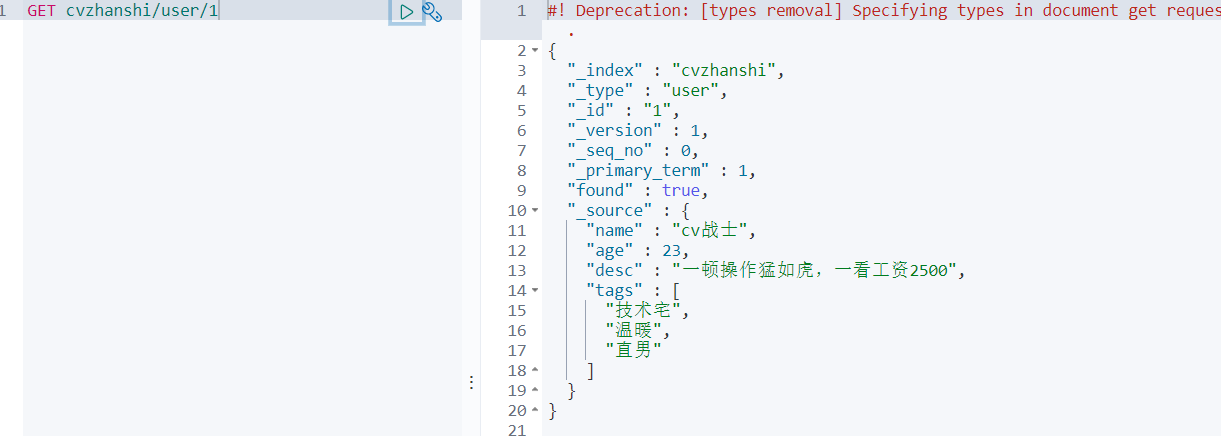 1 GET cvzhanshi/user/1
1 #! Deprecation: [types removal] Specifying types in document get reques
.
2 {
3 "_index" : "cvzhanshi",
4 "_type" : "user",
5 "_id" : "1",
6 "_version" : 1,
7 "_seq_no" : 0,
8 "_primary_term" : 1,
9 "found" : true,
10 "_source" : {
11 "name" : "cv战士",
12 "age" : 23,
13 "desc" : "一顿操作猛如虎，一看工资2500",
14 "tags" : [
15 "技术宅",
16 "温暖",
17 "直男"
18 ]
19 }
20 }
21